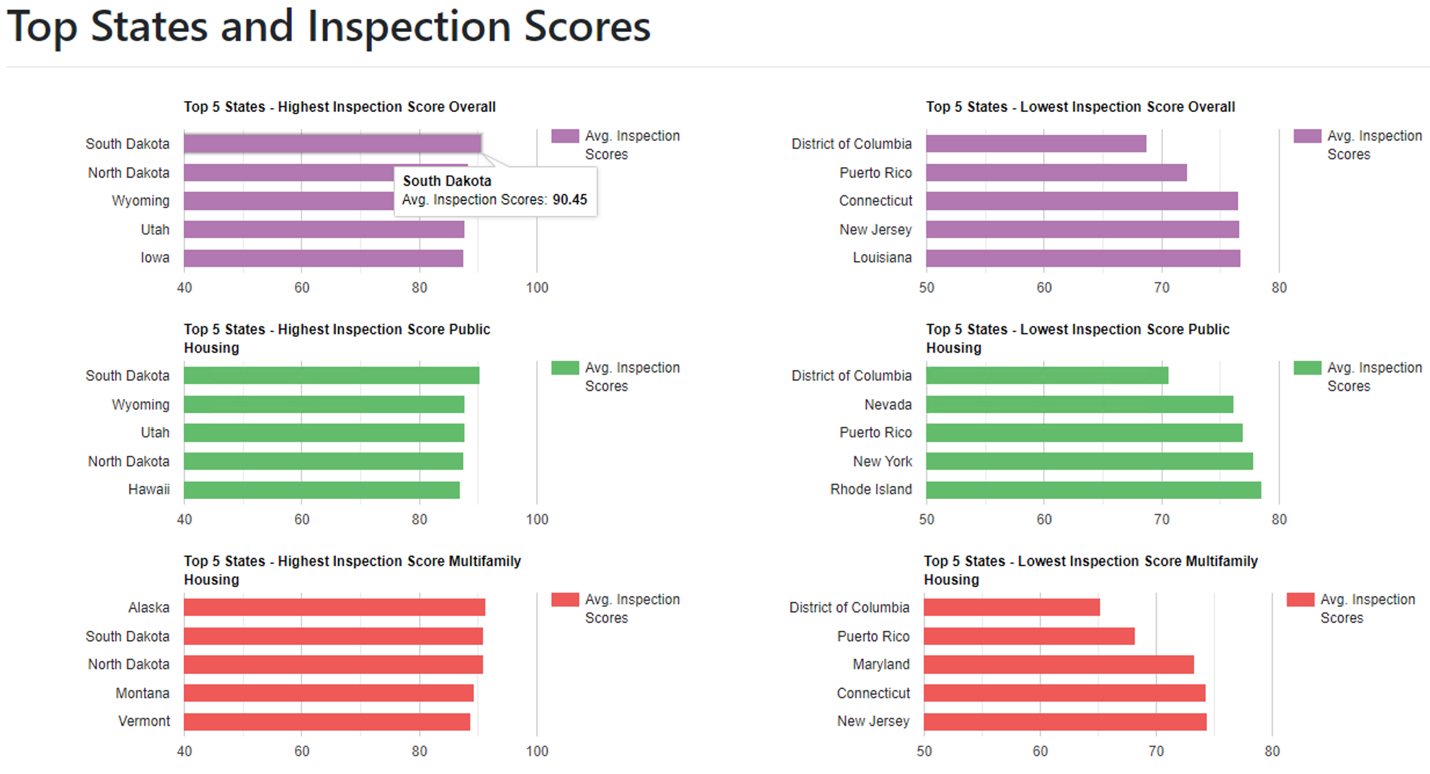 Top States and Inspection Scores
Top 5 States - Highest Inspection Score Overall
South Dakota
North Dakota
Wyoming
Utah
Iowa
40 60 80 100
Avg. Inspection
Scores
South Dakota
Avg. Inspection Scores: 90.45
Top 5 States - Lowest Inspection Score Overall
District of Columbia
Puerto Rico
Connecticut
New Jersey
Louisiana
50 60 70 80
Avg. Inspection
Scores
Top 5 States - Highest Inspection Score Public
Housing
South Dakota
Wyoming
Utah
North Dakota
Hawaii
40 60 80 100
Avg. Inspection
Scores
Top 5 States - Lowest Inspection Score Public
Housing
District of Columbia
Nevada
Puerto Rico
New York
Rhode Island
50 60 70 80
Avg. Inspection
Scores
Top 5 States - Highest Inspection Score Multifamily
Housing
Alaska
South Dakota
North Dakota
Montana
Vermont
40 60 80 100
Avg. Inspection
Scores
Top 5 States - Lowest Inspection Score Multifamily
Housing
District of Columbia
Puerto Rico
Maryland
Connecticut
New Jersey
50 60 70 80
Avg. Inspection
Scores